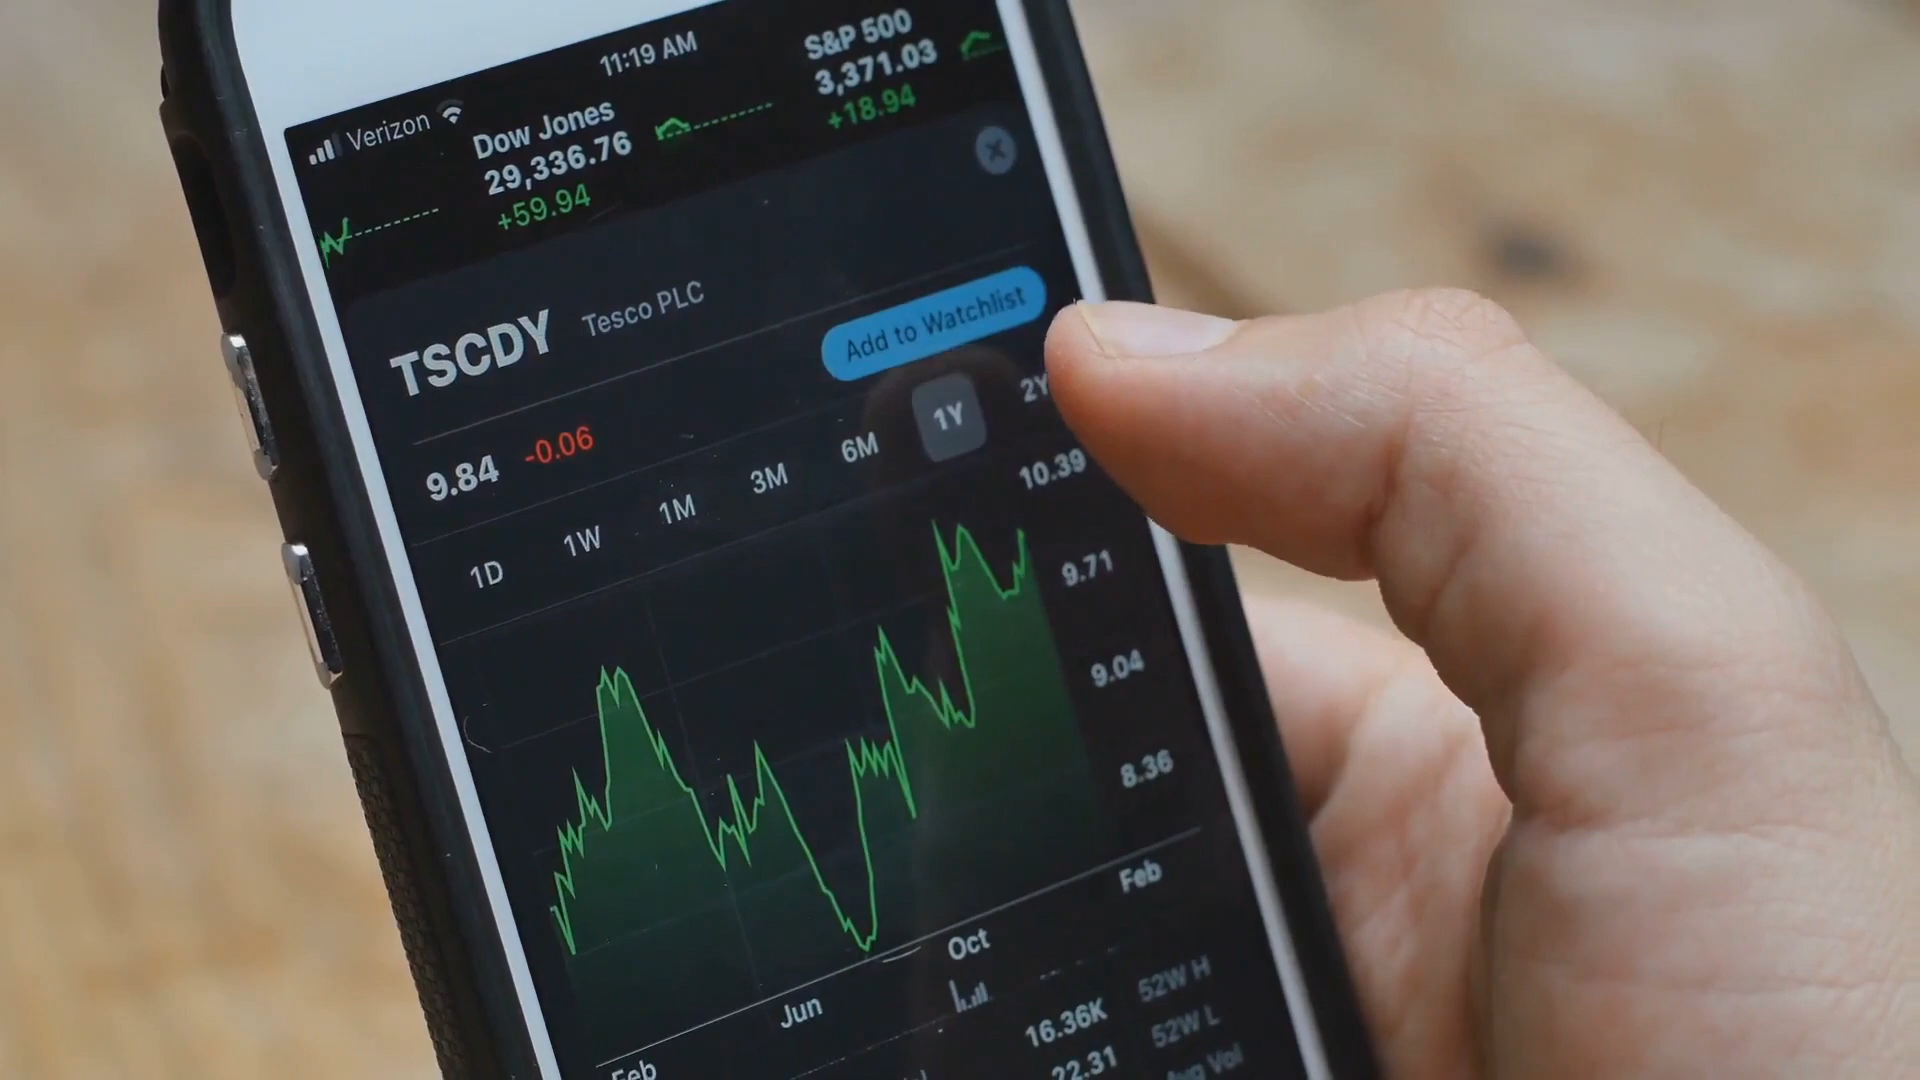 11:19 AM
Verizon
Dow Jones
29,336.76
+59.94
S&P 500
3,371.03
+18.94
TSCDY Tesco PLC
Add to Watchlist
9.84 -0.06
1D 1W 1M 3M 6M 1Y 2Y
10.39
9.71
9.04
8.36
Feb Jun Oct Feb
16.36K 52W H
22.31 52W L
Avg Vol